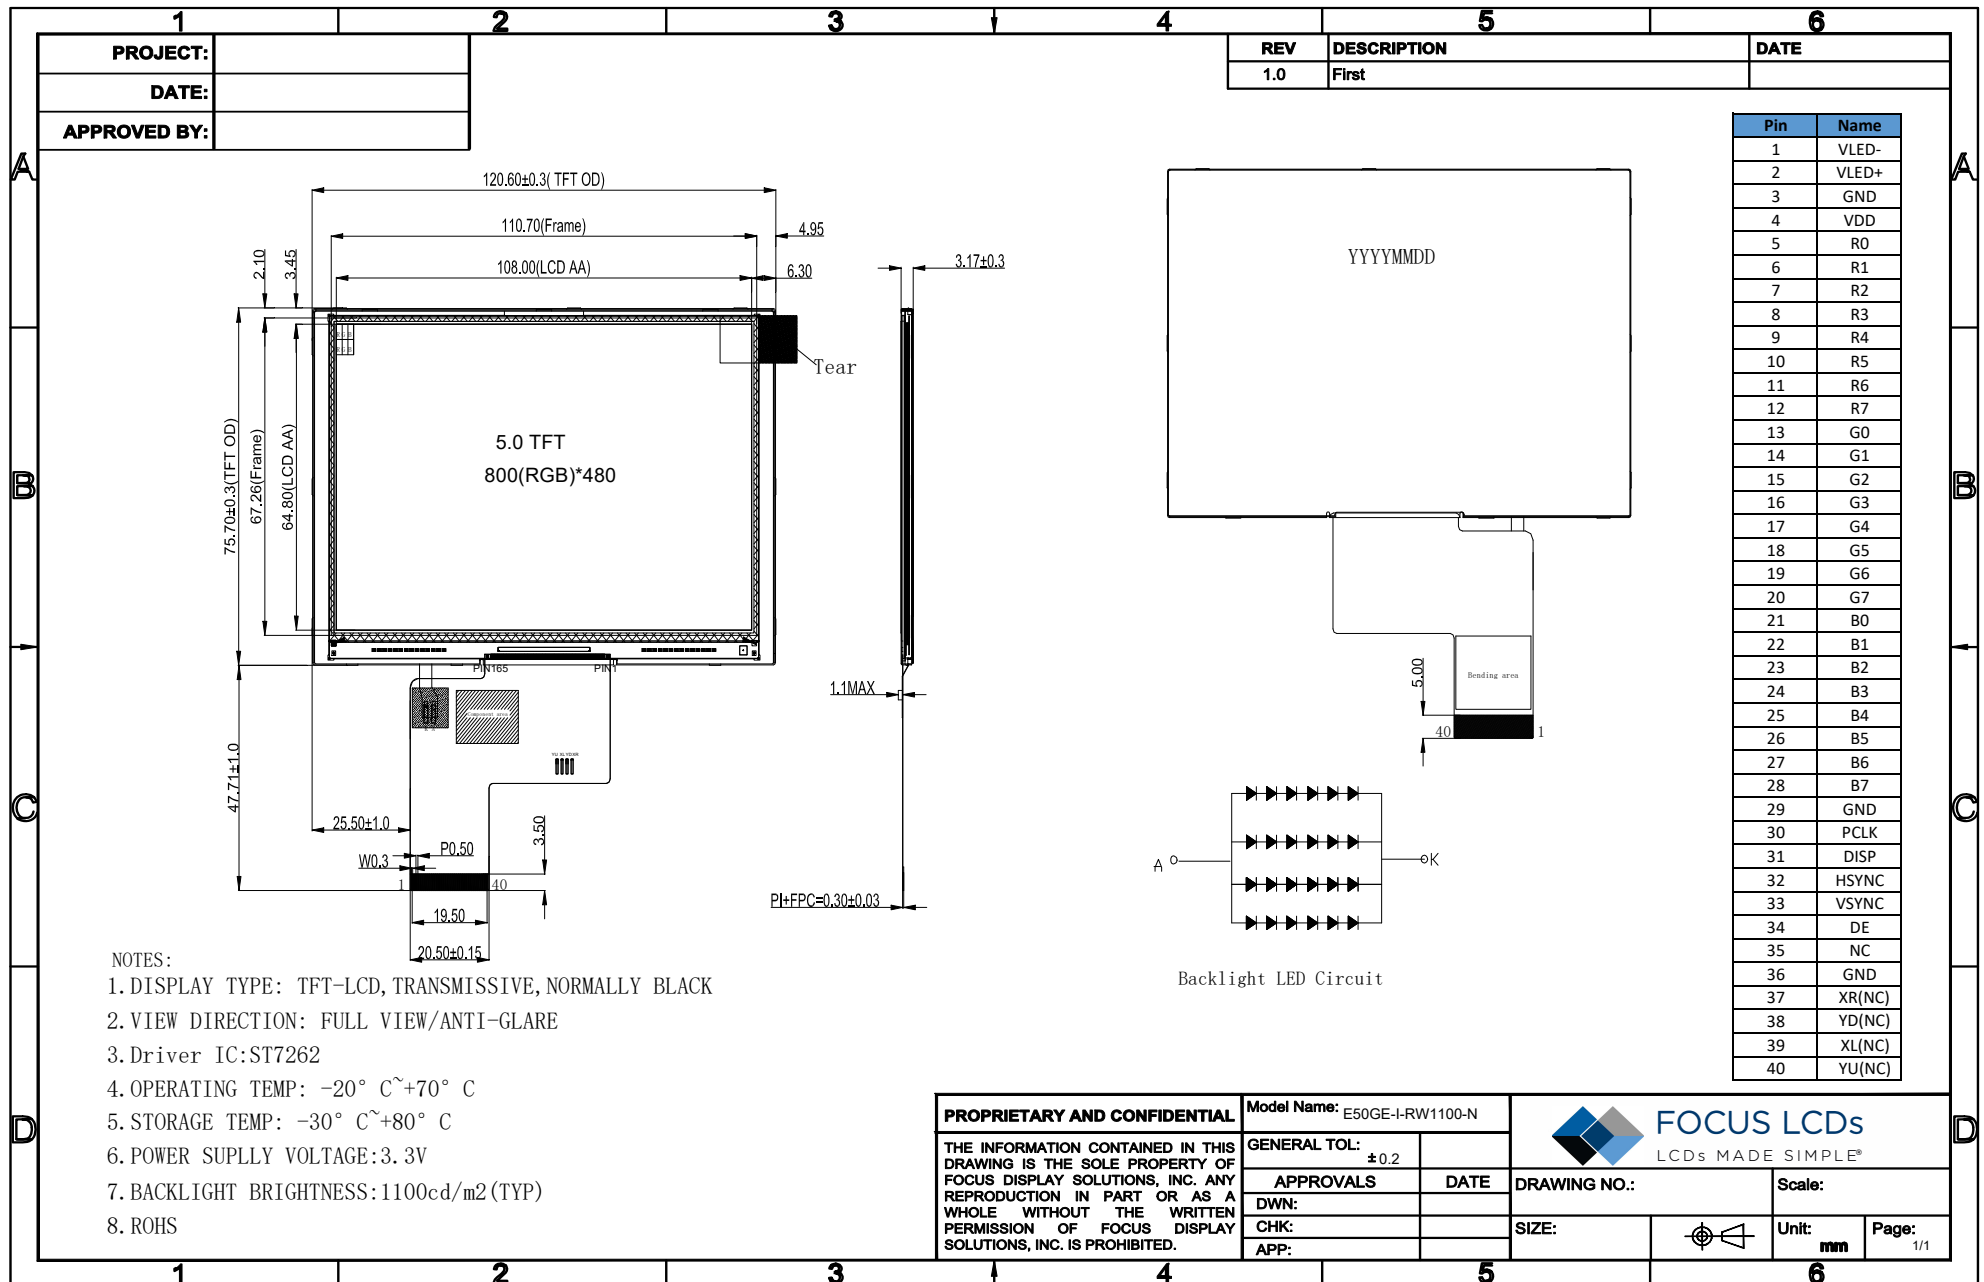 1 2 3 4 5 6
PROJECT:
DATE:
APPROVED BY:
REV DESCRIPTION DATE
1.0 First
A A
B B
C C
D D
120.60±0.3( TFT OD)
110.70(Frame)
4.95
108.00(LCD AA)
6.30
2.10
3.45
75.70±0.3(TFT OD)
67.26(Frame)
64.80(LCD AA)
R G B
R G B
Tear
5.0 TFT
800(RGB)*480
PIN165 PIN1
Component area
YU XL YD XR
47.71±1.0
25.50±1.0
P0.50
W0.3
3.50
1 40
19.50
20.50±0.15
3.17±0.3
1.1MAX
PI+FPC=0.30±0.03
YYYYMMDD
5.00
Bending area
40 1
A K
Backlight LED Circuit
Pin Name
1 VLED-
2 VLED+
3 GND
4 VDD
5 R0
6 R1
7 R2
8 R3
9 R4
10 R5
11 R6
12 R7
13 G0
14 G1
15 G2
16 G3
17 G4
18 G5
19 G6
20 G7
21 B0
22 B1
23 B2
24 B3
25 B4
26 B5
27 B6
28 B7
29 GND
30 PCLK
31 DISP
32 HSYNC
33 VSYNC
34 DE
35 NC
36 GND
37 XR(NC)
38 YD(NC)
39 XL(NC)
40 YU(NC)
NOTES:
1.DISPLAY TYPE: TFT-LCD,TRANSMISSIVE,NORMALLY BLACK
2.VIEW DIRECTION: FULL VIEW/ANTI-GLARE
3.Driver IC:ST7262
4.OPERATING TEMP: -20° C~+70° C
5.STORAGE TEMP: -30° C~+80° C
6.POWER SUPLLY VOLTAGE:3.3V
7.BACKLIGHT BRIGHTNESS:1100cd/m2(TYP)
8.ROHS
PROPRIETARY AND CONFIDENTIAL
THE INFORMATION CONTAINED IN THIS
DRAWING IS THE SOLE PROPERTY OF
FOCUS DISPLAY SOLUTIONS, INC. ANY
REPRODUCTION IN PART OR AS A
WHOLE WITHOUT THE WRITTEN
PERMISSION OF FOCUS DISPLAY
SOLUTIONS, INC. IS PROHIBITED.
Model Name: E50GE-I-RW1100-N
GENERAL TOL:
±0.2
APPROVALS DATE
DWN:
CHK:
APP:
FOCUS LCDs
LCDs MADE SIMPLE®
DRAWING NO.: Scale:
SIZE: Unit: mm Page: 1/1
1 2 3 4 5 6